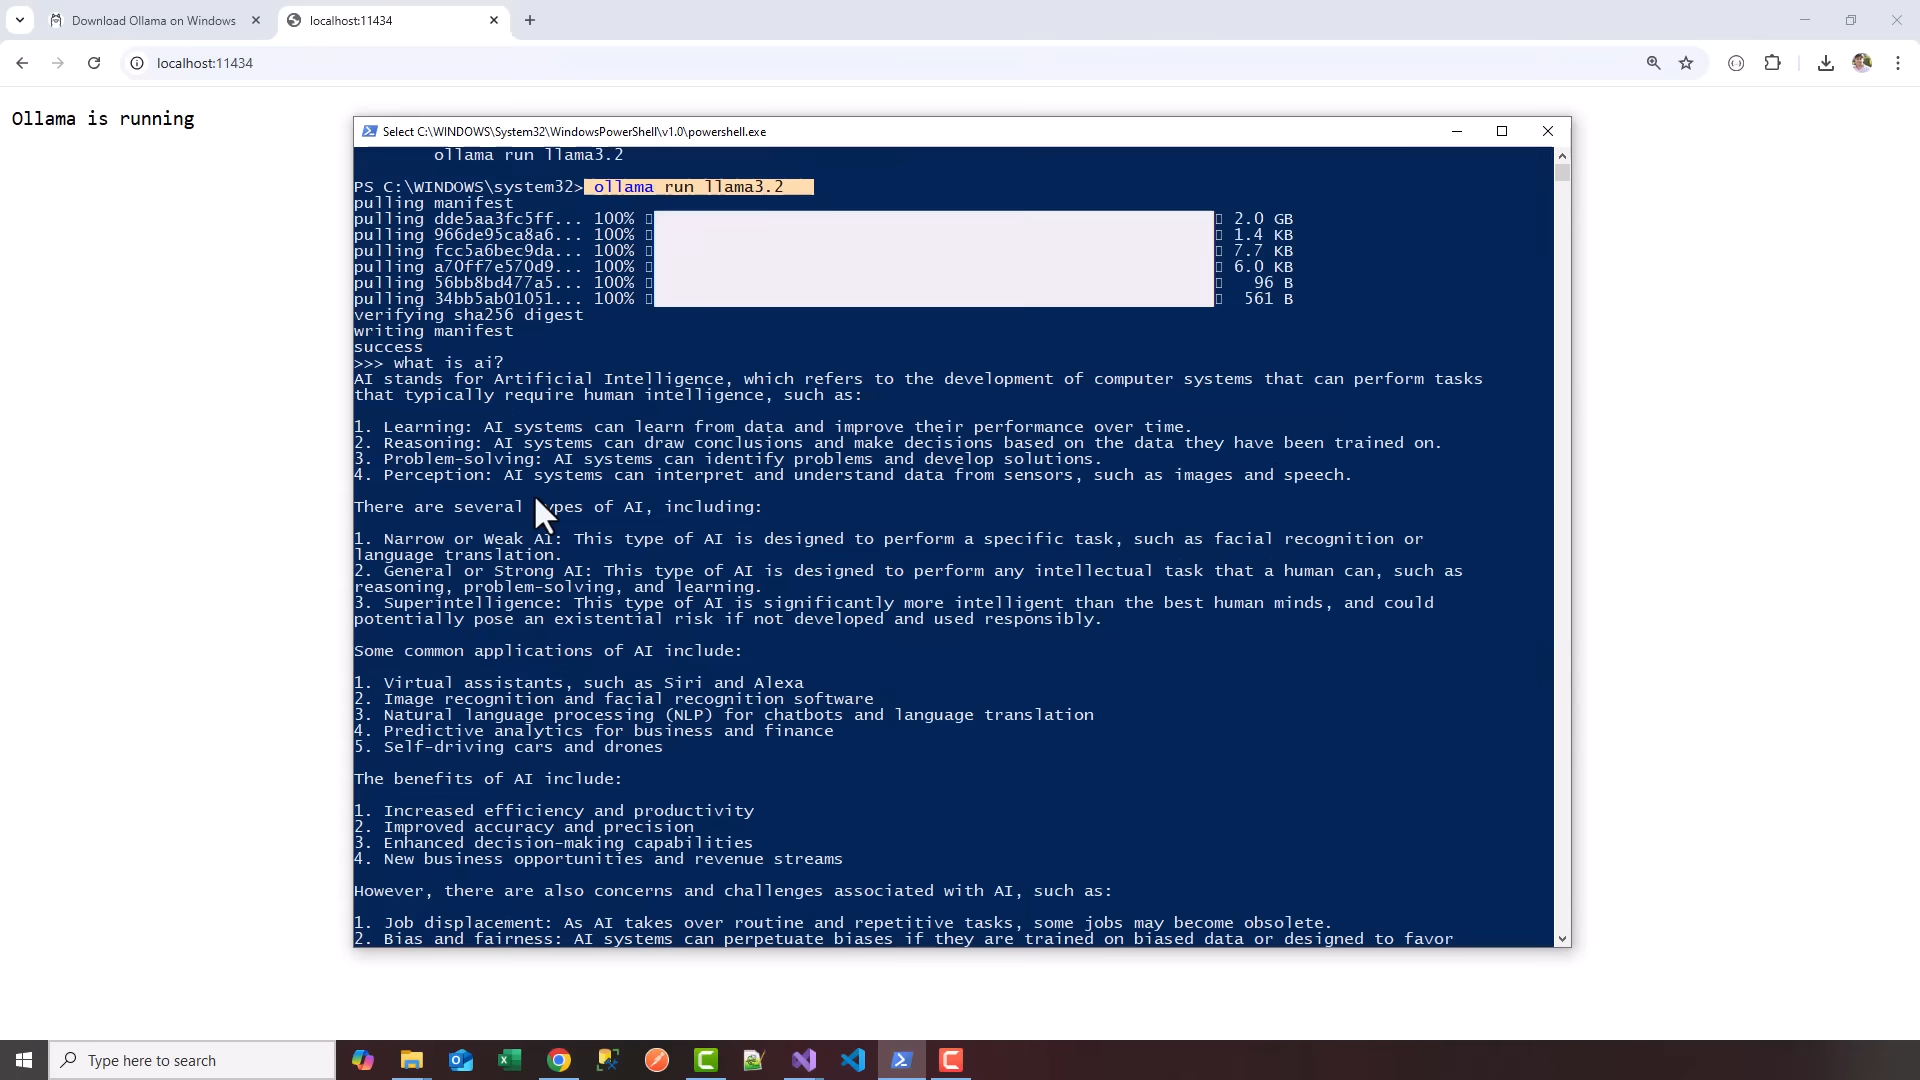 Download Ollama on Windows
localhost:11434
localhost:11434
Ollama is running
Select C:\WINDOWS\System32\WindowsPowerShell\v1.0\powershell.exe
ollama run llama3.2
PS C:\WINDOWS\system32> ollama run llama3.2
pulling manifest
pulling dde5aa3fc5ff... 100% 2.0 GB
pulling 966de95ca8a6... 100% 1.4 KB
pulling fcc5a6bec9da... 100% 7.7 KB
pulling a70ff7e570d9... 100% 6.0 KB
pulling 56bb8bd477a5... 100% 96 B
pulling 34bb5ab01051... 100% 561 B
verifying sha256 digest
writing manifest
success
>>> what is ai?
AI stands for Artificial Intelligence, which refers to the development of computer systems that can perform tasks
that typically require human intelligence, such as:
1. Learning: AI systems can learn from data and improve their performance over time.
2. Reasoning: AI systems can draw conclusions and make decisions based on the data they have been trained on.
3. Problem-solving: AI systems can identify problems and develop solutions.
4. Perception: AI systems can interpret and understand data from sensors, such as images and speech.
There are several types of AI, including:
1. Narrow or Weak AI: This type of AI is designed to perform a specific task, such as facial recognition or
language translation.
2. General or Strong AI: This type of AI is designed to perform any intellectual task that a human can, such as
reasoning, problem-solving, and learning.
3. Superintelligence: This type of AI is significantly more intelligent than the best human minds, and could
potentially pose an existential risk if not developed and used responsibly.
Some common applications of AI include:
1. Virtual assistants, such as Siri and Alexa
2. Image recognition and facial recognition software
3. Natural language processing (NLP) for chatbots and language translation
4. Predictive analytics for business and finance
5. Self-driving cars and drones
The benefits of AI include:
1. Increased efficiency and productivity
2. Improved accuracy and precision
3. Enhanced decision-making capabilities
4. New business opportunities and revenue streams
However, there are also concerns and challenges associated with AI, such as:
1. Job displacement: As AI takes over routine and repetitive tasks, some jobs may become obsolete.
2. Bias and fairness: AI systems can perpetuate biases if they are trained on biased data or designed to favor
Type here to search